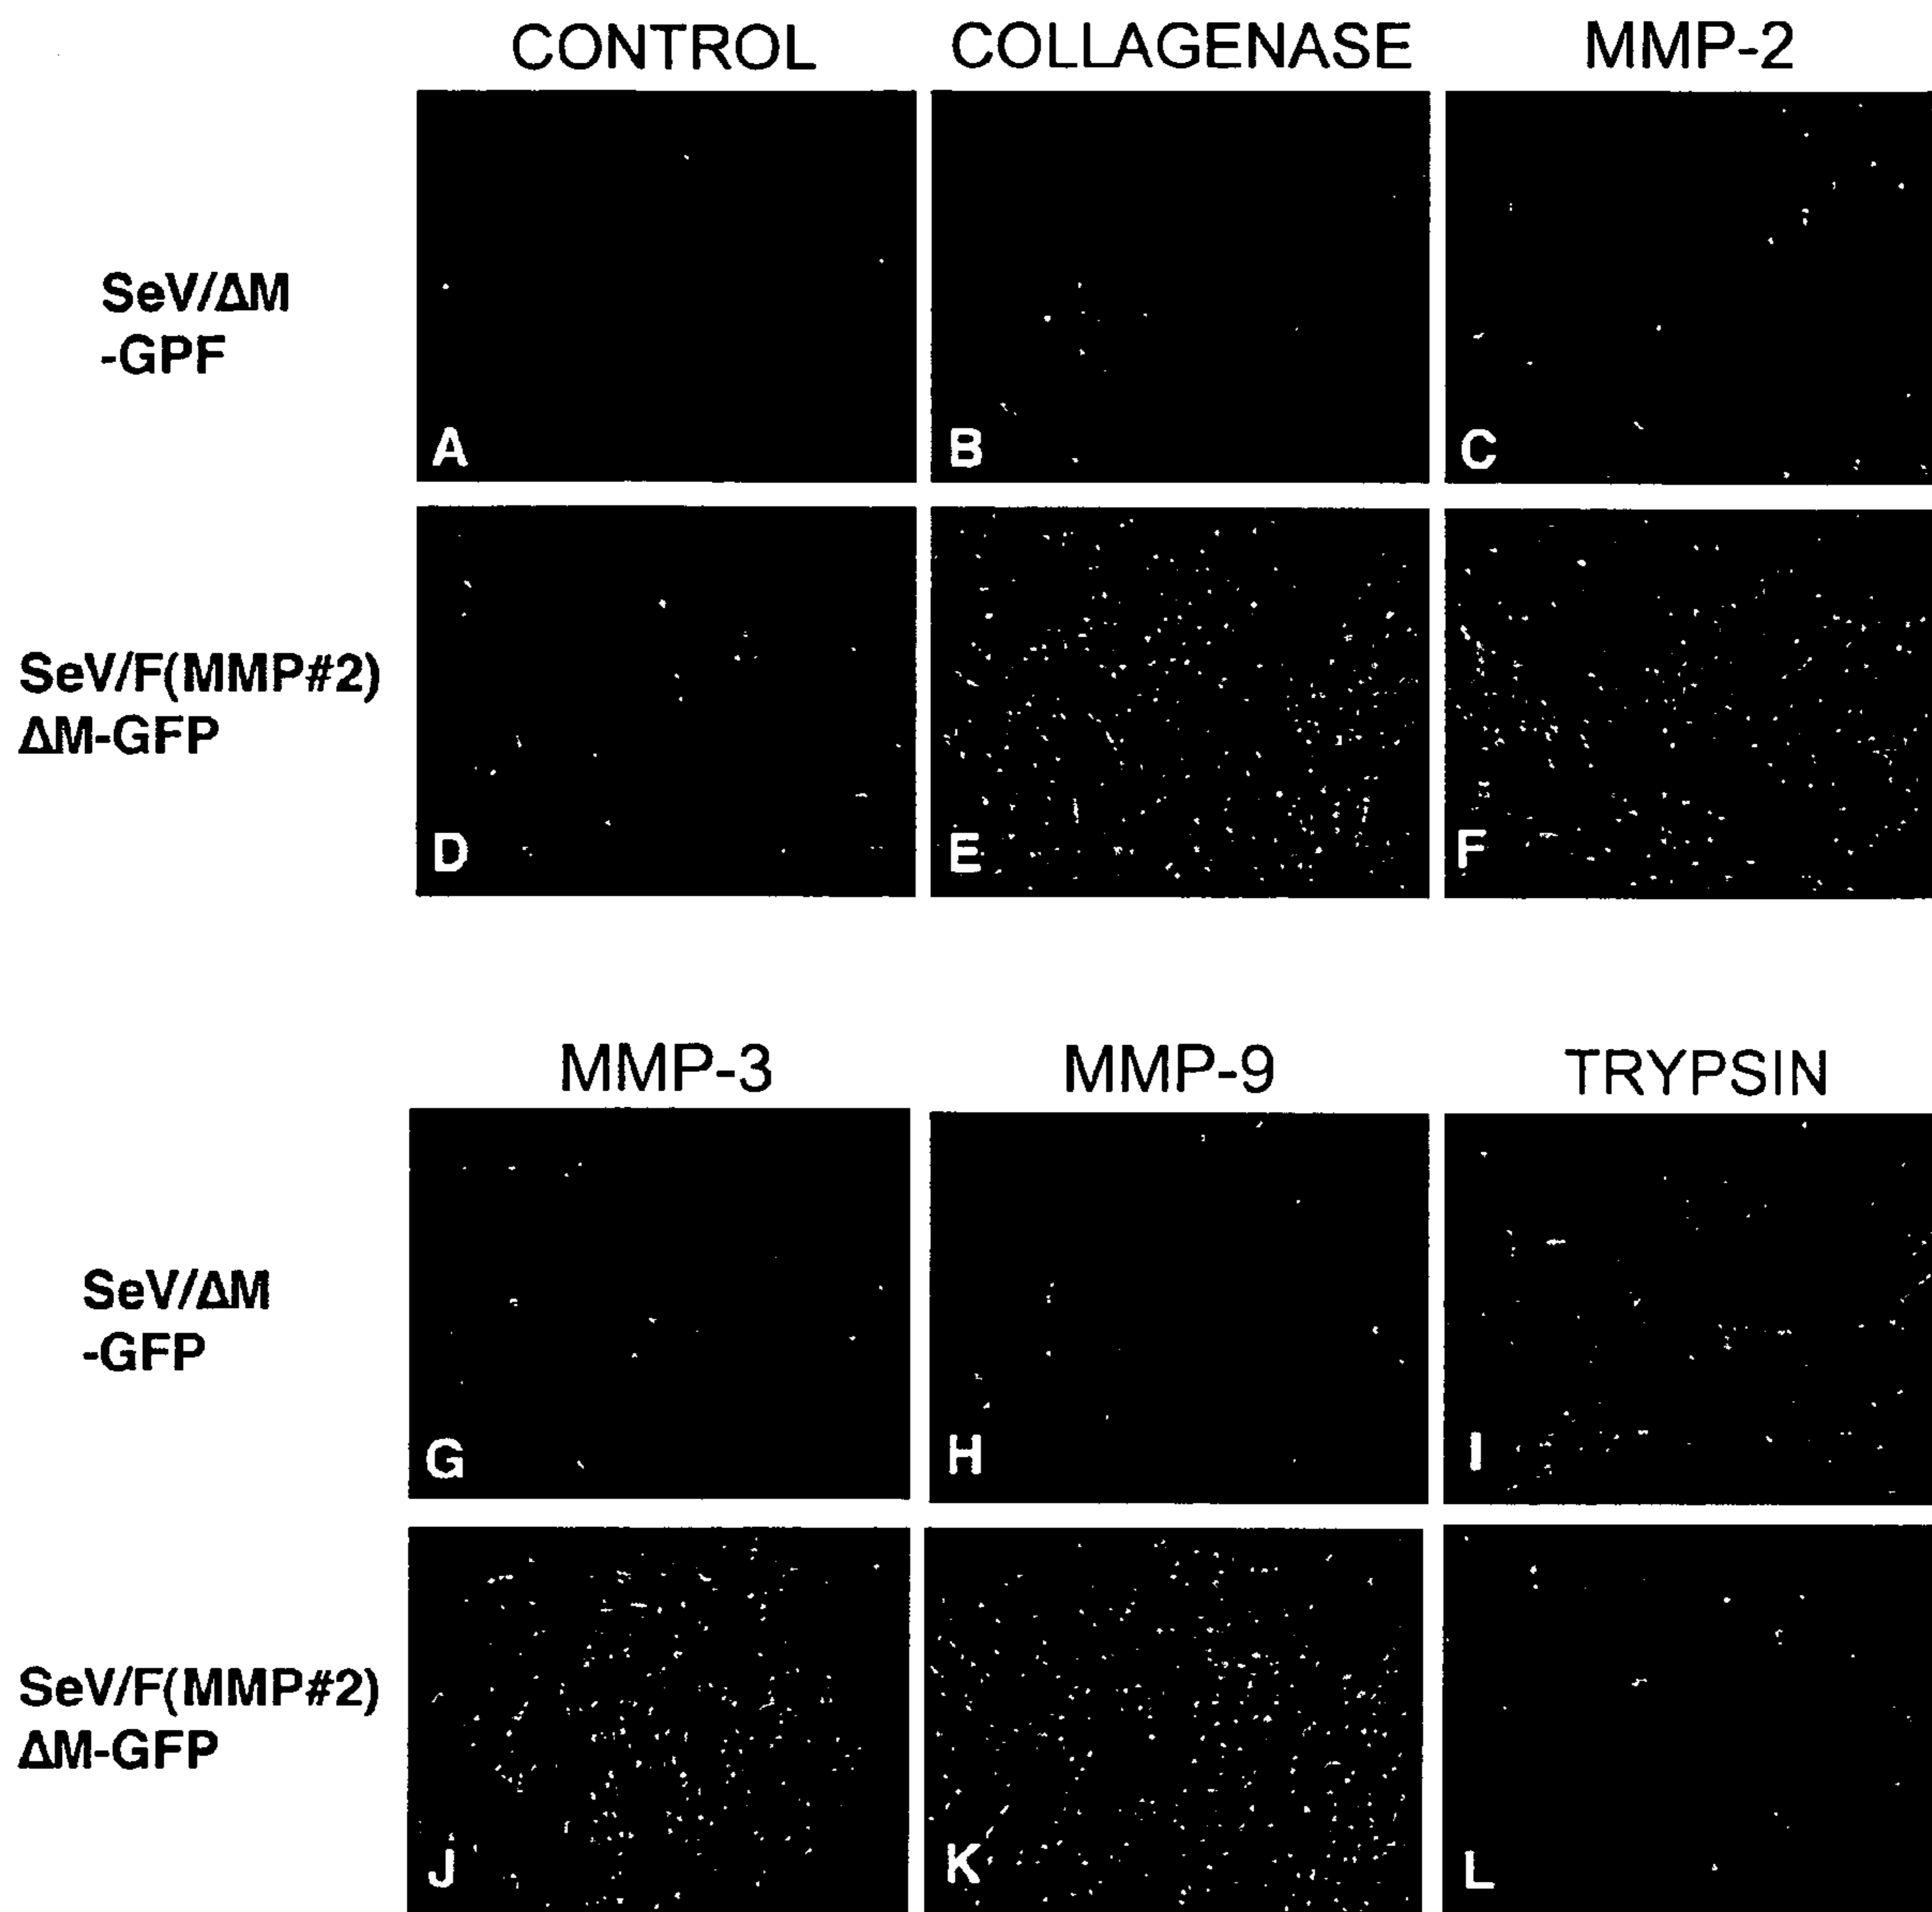 CONTROL COLLAGENASE MMP-2
SeV/ΔM
-GPF
A B C
SeV/F(MMP#2)
ΔM-GFP
D E F
MMP-3 MMP-9 TRYPSIN
SeV/ΔM
-GFP
G H I
SeV/F(MMP#2)
ΔM-GFP
J K L